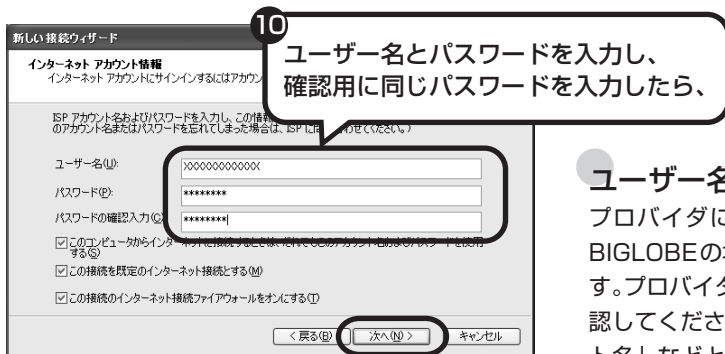 新しい接続ウィザード
10
ユーザー名とパスワードを入力し、
確認用に同じパスワードを入力したら、
インターネット アカウント情報
インターネット アカウントにサインインするにはアカウン
ISP アカウント名およびパスワードを入力し、この情報
のアカウント名またはパスワードを忘れてしまった場合は、ISP に問い合わせてください。)
ユーザー名(U):
XXXXXXXXXXXX
パスワード(P):
********
パスワードの確認入力(C):
********
このコンピュータからインターネットに接続するときは、だれでもこのアカウント名およびパスワードを使用
する(S)
この接続を既定のインターネット接続とする(M)
この接続のインターネット接続ファイアウォールをオンにする(T)
< 戻る(B)
次へ(N) >
キャンセル
ユーザー名
プロバイダに
BIGLOBEの
す。プロバイダ
認してくださ
ト名」などと